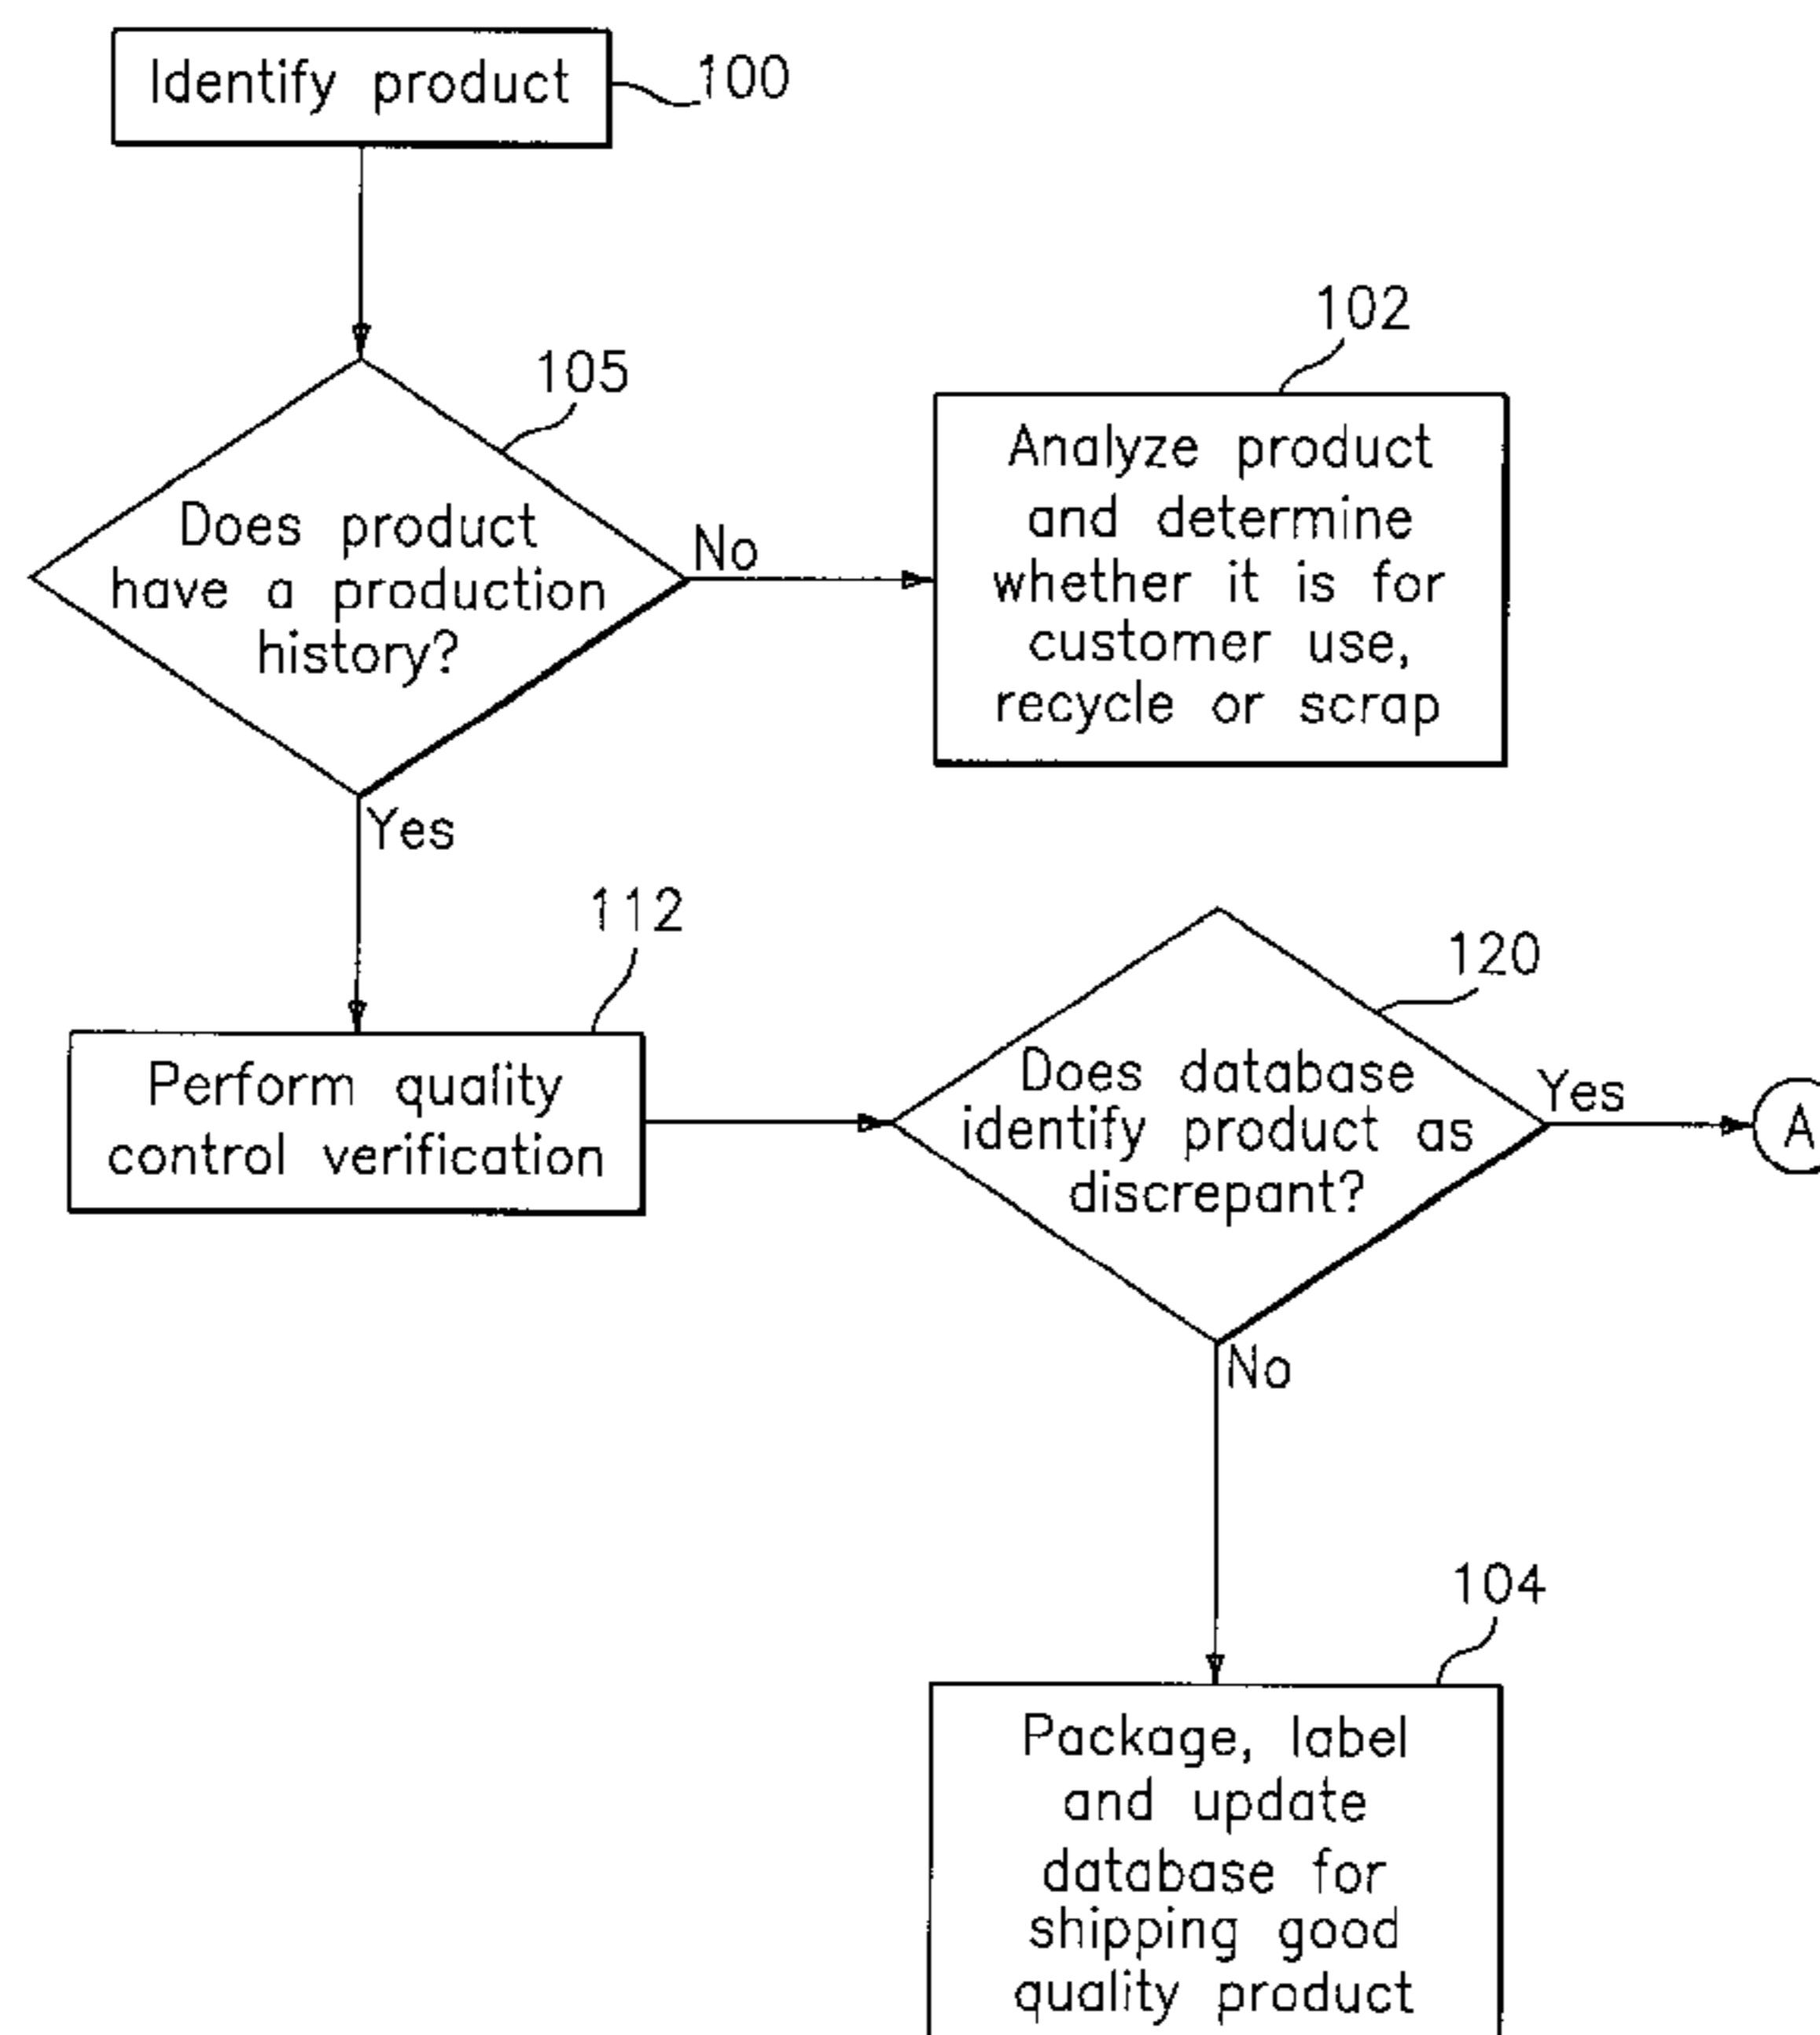 Identify product
100
105
Does product
have a production
history?
No
Yes
102
Analyze product
and determine
whether it is for
customer use,
recycle or scrap
112
Perform quality
control verification
120
Does database
identify product as
discrepant?
Yes
A
No
104
Package, label
and update
database for
shipping good
quality product